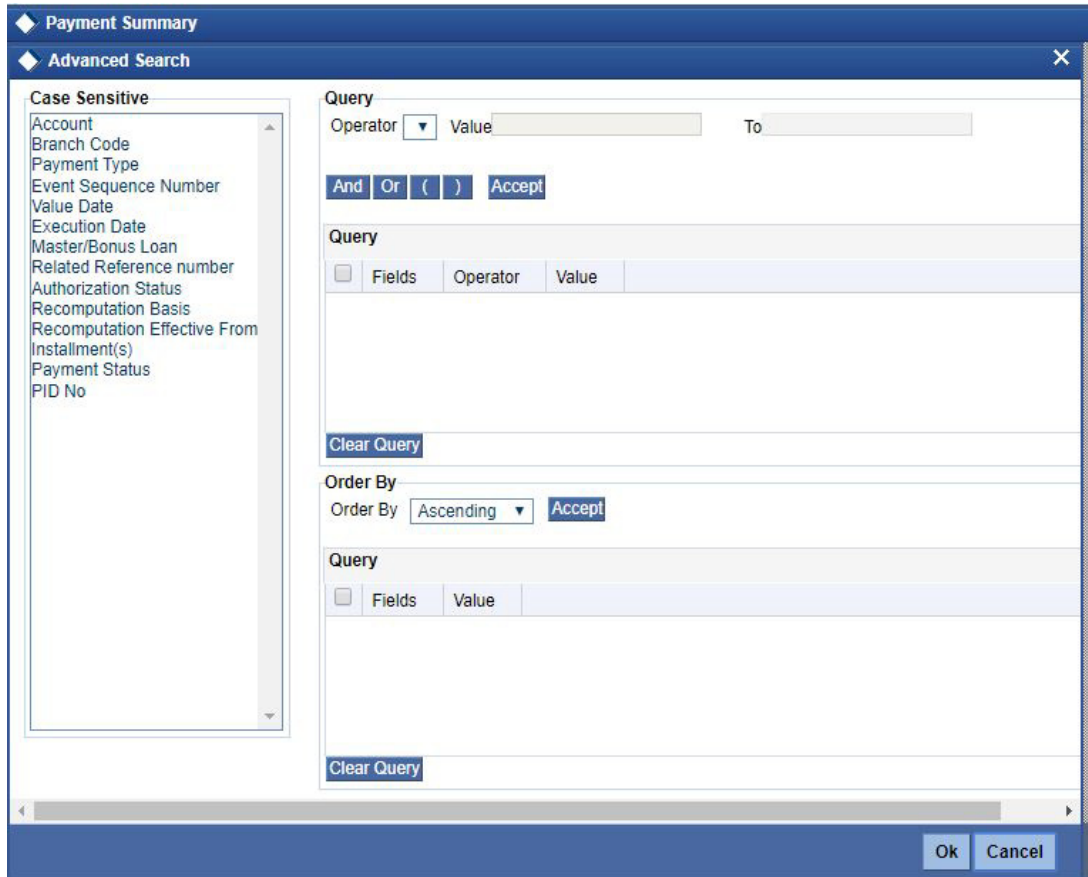 Payment Summary
Advanced Search
Case Sensitive
Account
Branch Code
Payment Type
Event Sequence Number
Value Date
Execution Date
Master/Bonus Loan
Related Reference number
Authorization Status
Recomputation Basis
Recomputation Effective From
Installment(s)
Payment Status
PID No
Query
Operator Value To
And Or ( ) Accept
Query
Fields Operator Value
Clear Query
Order By
Order By Ascending Accept
Query
Fields Value
Clear Query
Ok Cancel